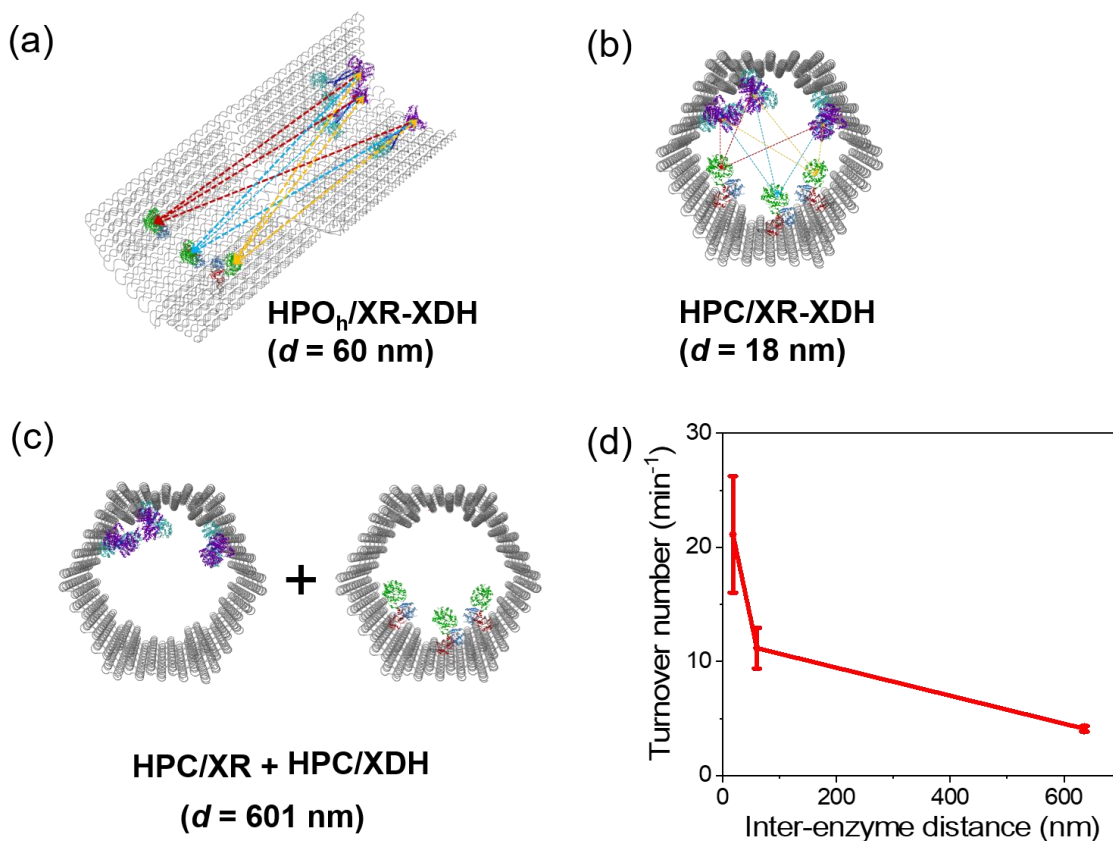 (a)
HPOₕ/XR-XDH
(d = 60 nm)
(b)
HPC/XR-XDH
(d = 18 nm)
(c)
+
HPC/XR + HPC/XDH
(d = 601 nm)
(d)
Turnover number (min⁻¹)
30
20
10
0
0 200 400 600
Inter-enzyme distance (nm)